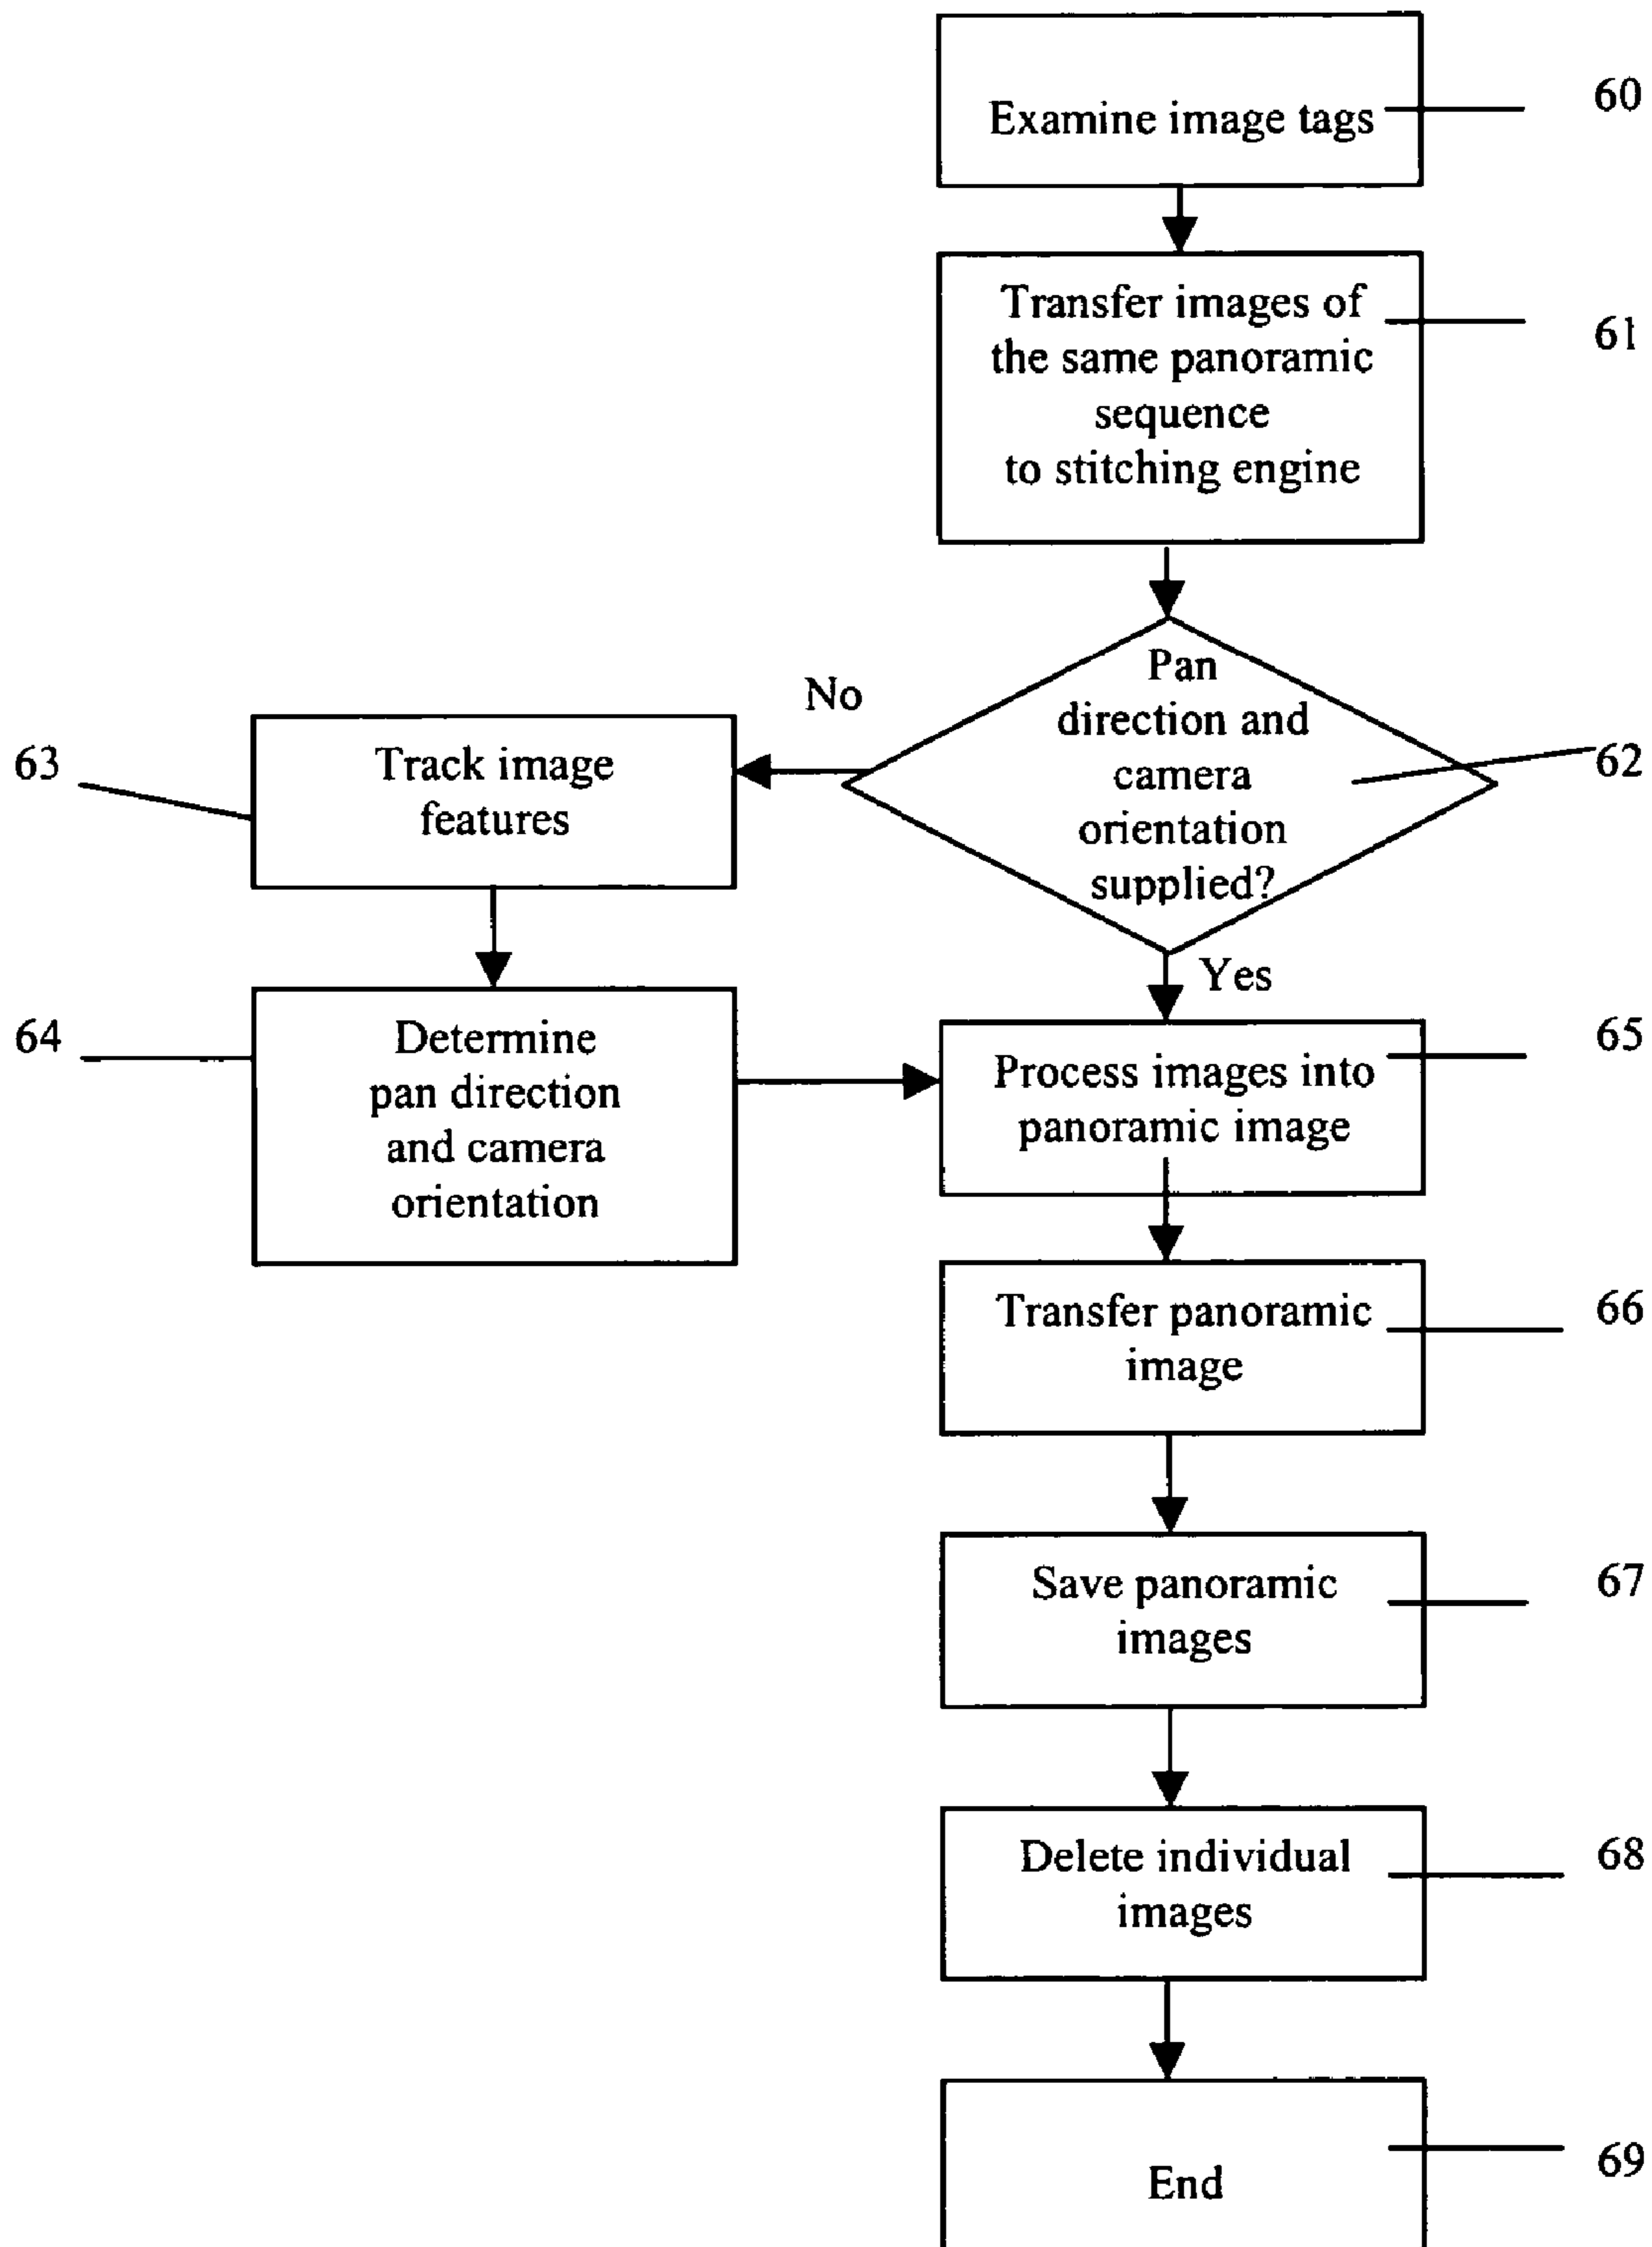 Examine image tags
60
Transfer images of
the same panoramic
sequence
to stitching engine
61
Pan
direction and
camera
orientation
supplied?
62
No
Track image
features
63
Yes
Determine
pan direction
and camera
orientation
64
Process images into
panoramic image
65
Transfer panoramic
image
66
Save panoramic
images
67
Delete individual
images
68
End
69